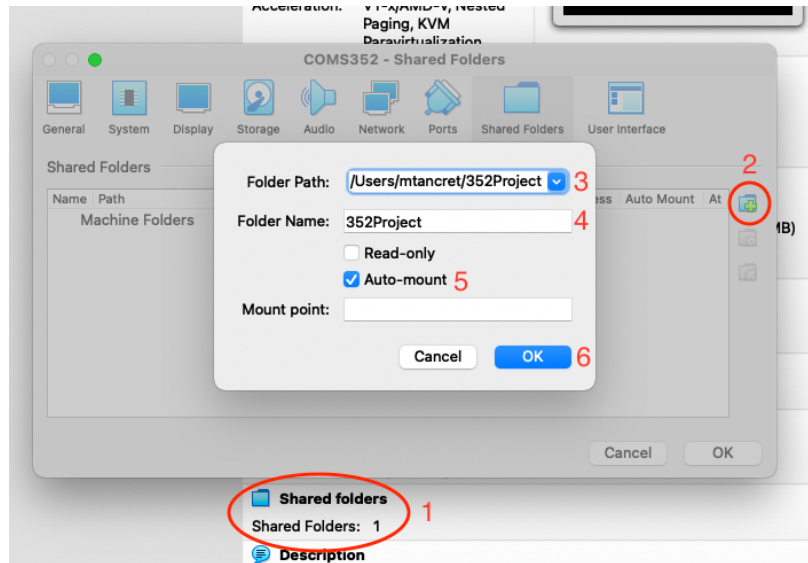 Acceleration: VT-x/AMD-V, Nested
Paging, KVM
Paravirtualization
COMS352 - Shared Folders
General System Display Storage Audio Network Ports Shared Folders User Interface
Shared Folders
2
Name Path ess Auto Mount At
Machine Folders
MB)
Folder Path: /Users/mtancret/352Project 3
Folder Name: 352Project 4
Read-only
Auto-mount 5
Mount point:
Cancel OK 6
Cancel OK
Shared folders
Shared Folders: 1
1
Description